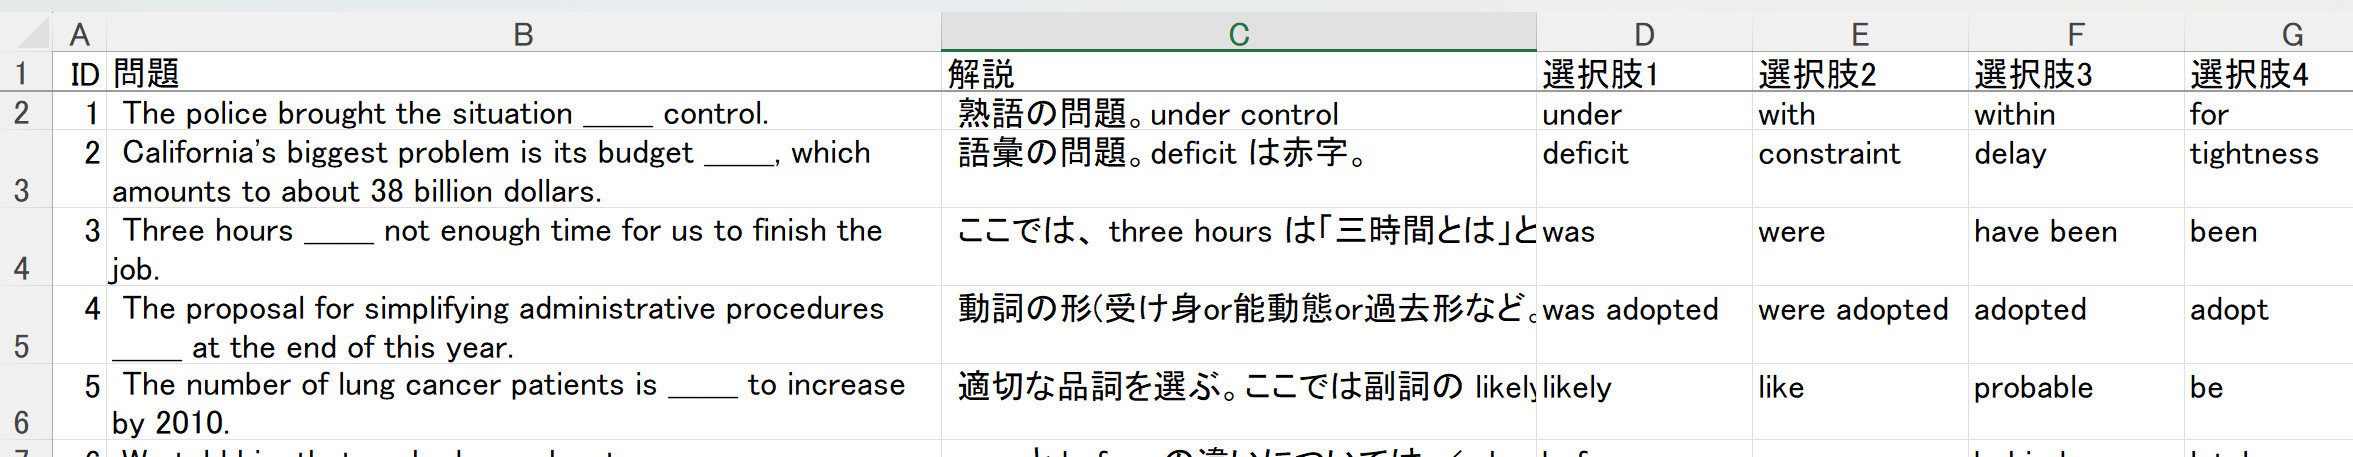 A B C D E F G
1 ID 問題 解説 選択肢1 選択肢2 選択肢3 選択肢4
2 1 The police brought the situation _____ control. 熟語の問題。under control under with within for
2 California's biggest problem is its budget _____, which 語彙の問題。deficit は赤字。 deficit constraint delay tightness
3 amounts to about 38 billion dollars.
3 Three hours _____ not enough time for us to finish the ここでは、three hours は「三時間とは」と was were have been been
4 job.
4 The proposal for simplifying administrative procedures 動詞の形(受け身or能動態or過去形など。 was adopted were adopted adopted adopt
5 _____ at the end of this year.
5 The number of lung cancer patients is _____ to increase 適切な品詞を選ぶ。ここでは副詞の likely likely like probable be
6 by 2010.